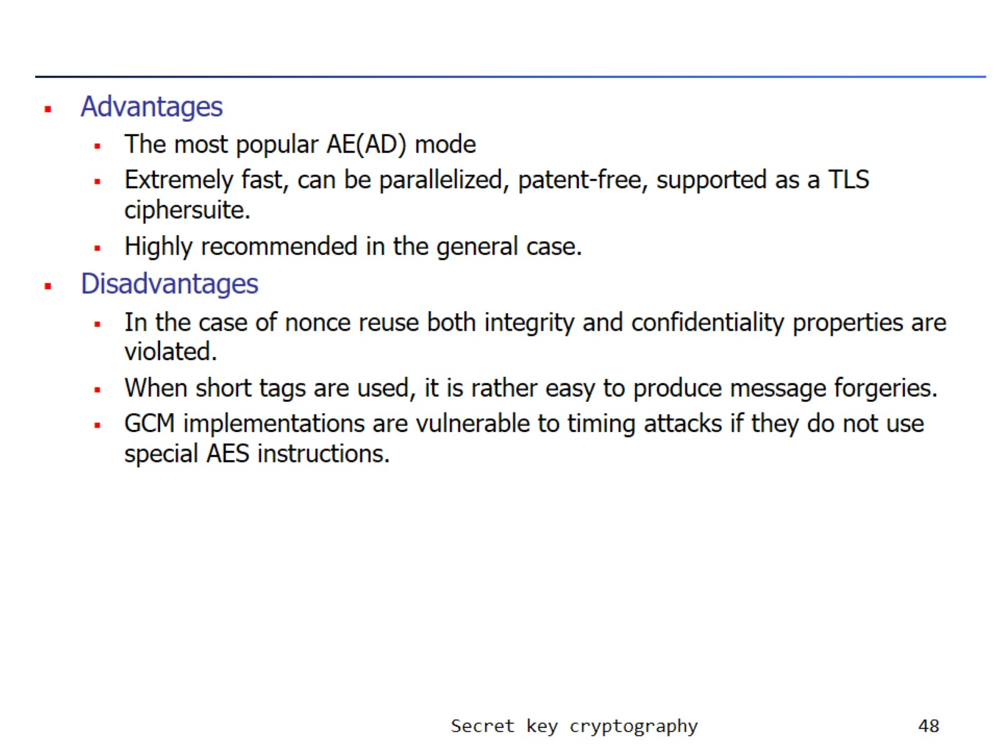 Advantages
The most popular AE(AD) mode
Extremely fast, can be parallelized, patent-free, supported as a TLS
ciphersuite.
Highly recommended in the general case.
Disadvantages
In the case of nonce reuse both integrity and confidentiality properties are
violated.
When short tags are used, it is rather easy to produce message forgeries.
GCM implementations are vulnerable to timing attacks if they do not use
special AES instructions.
Secret key cryptography 48